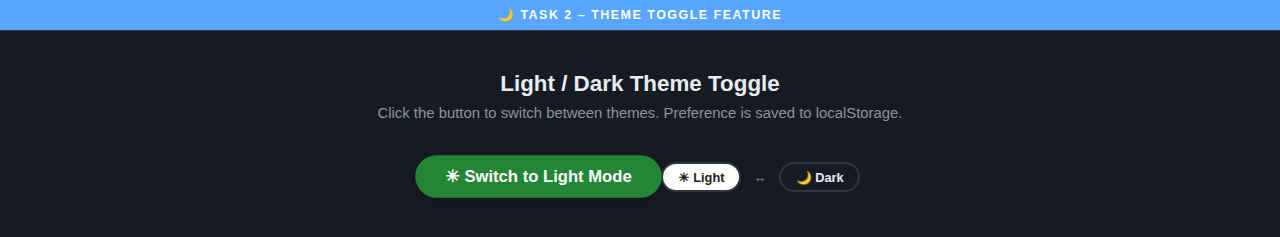 🌙 TASK 2 – THEME TOGGLE FEATURE
Light / Dark Theme Toggle
Click the button to switch between themes. Preference is saved to localStorage.
☀ Switch to Light Mode ☀ Light ↔ 🌙 Dark